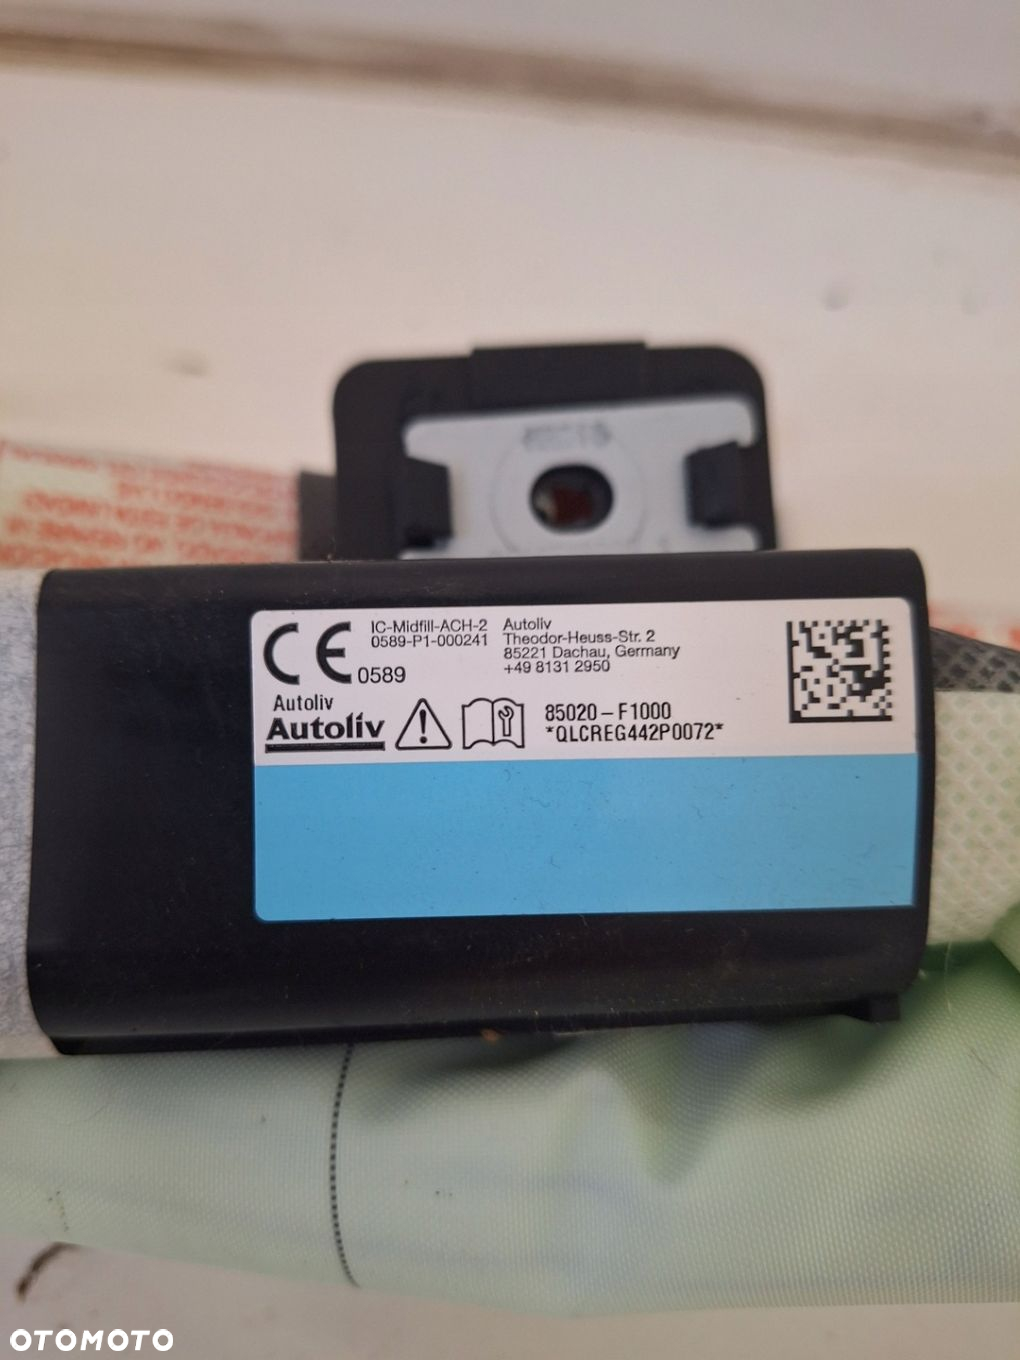 IC-Midfill-ACH-2
0589-P1-000241
Autoliv
Theodor-Heuss-Str. 2
85221 Dachau, Germany
+49 8131 2950
CE 0589
Autoliv
Autoliv
85020-F1000
*QLCREG442P0072*
OTOMOTO